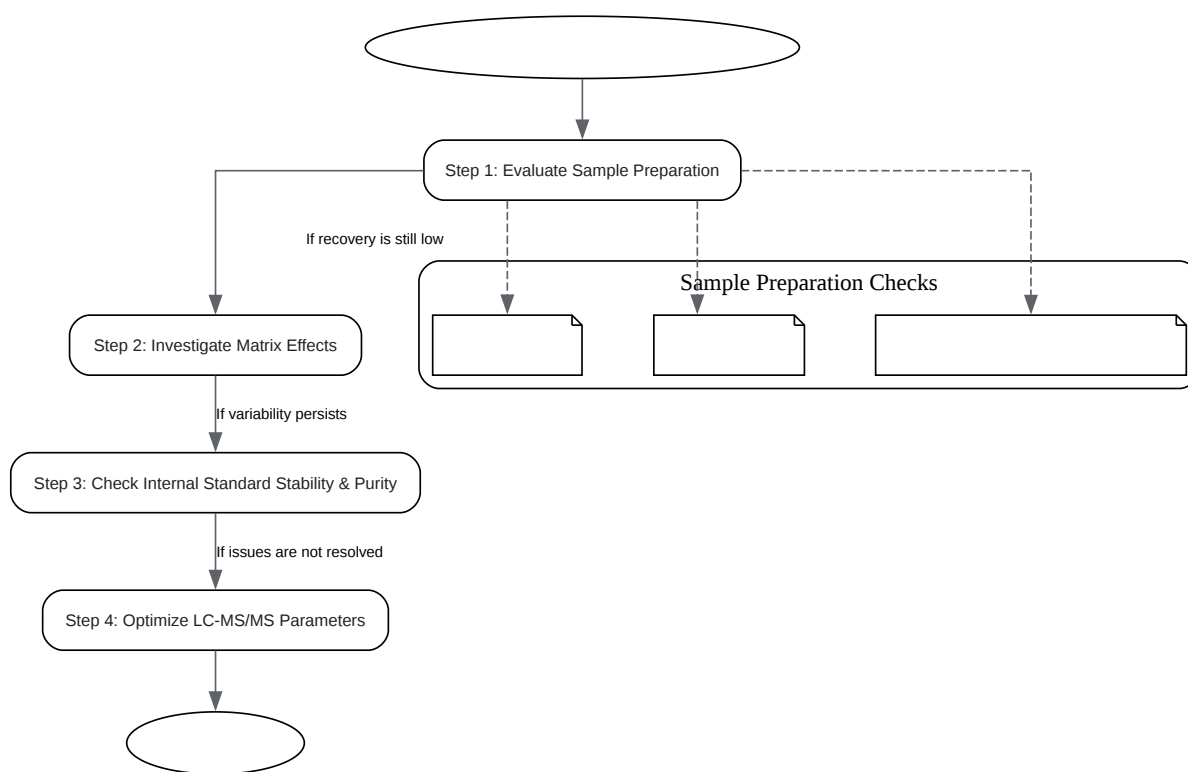 Step 1: Evaluate Sample Preparation
If recovery is still low
Sample Preparation Checks
Step 2: Investigate Matrix Effects
If variability persists
Step 3: Check Internal Standard Stability & Purity
If issues are not resolved
Step 4: Optimize LC-MS/MS Parameters